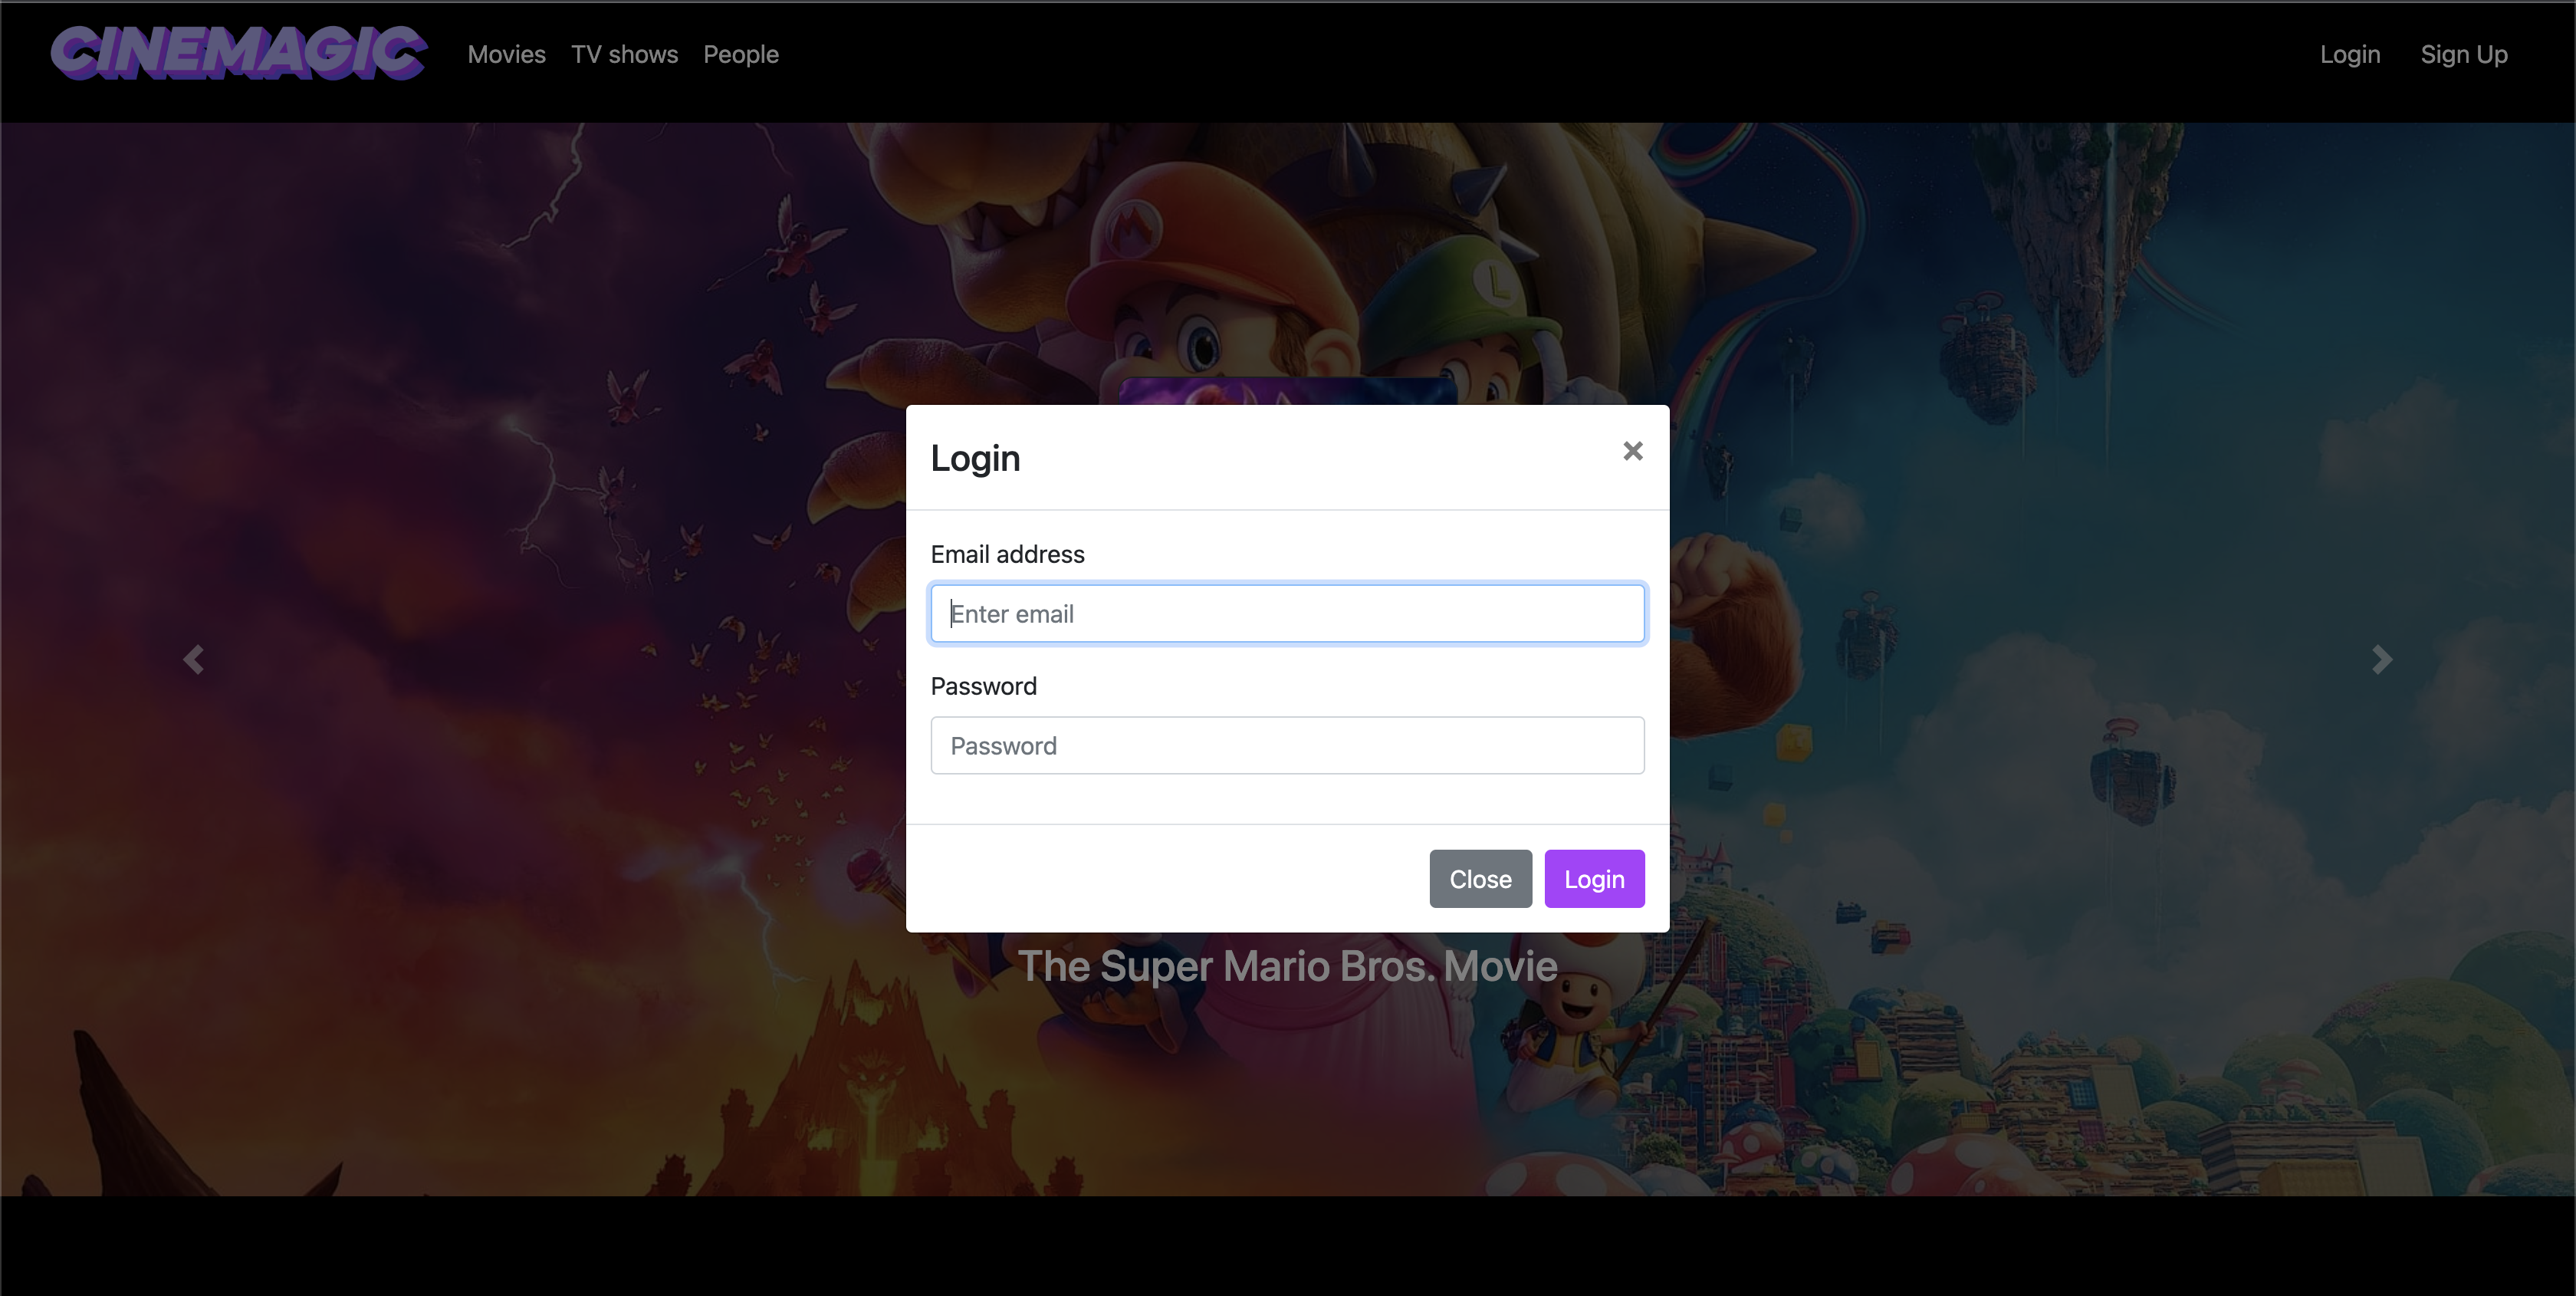 CINEMAGIC Movies TV shows People Login Sign Up
M
L
Login ×
Email address
Enter email
Password
Password
Close Login
The Super Mario Bros. Movie